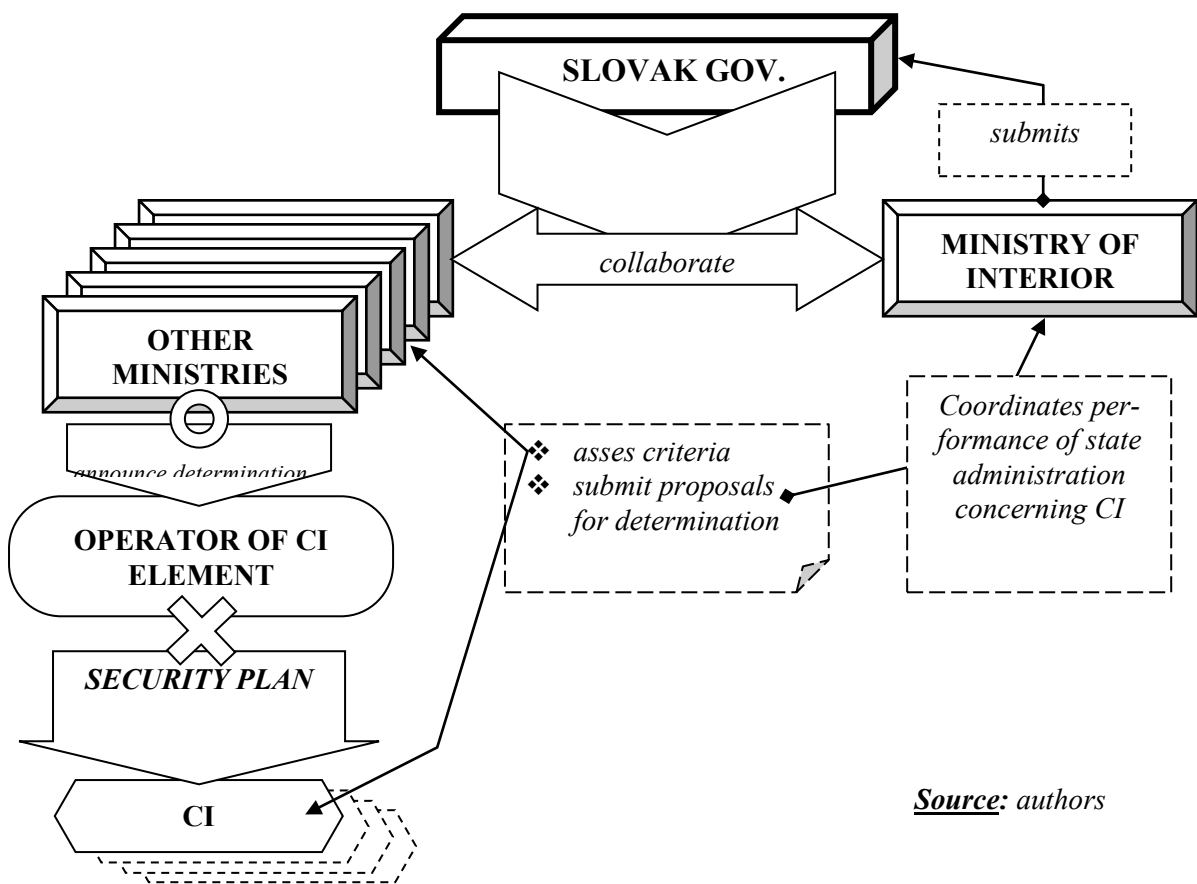 SLOVAK GOV.
submits
MINISTRY OF
INTERIOR
collaborate
OTHER
MINISTRIES
Coordinates per-
formance of state
administration
concerning CI
❖ asses criteria
❖ submit proposals
for determination
announce determination
OPERATOR OF CI
ELEMENT
SECURITY PLAN
CI
Source: authors